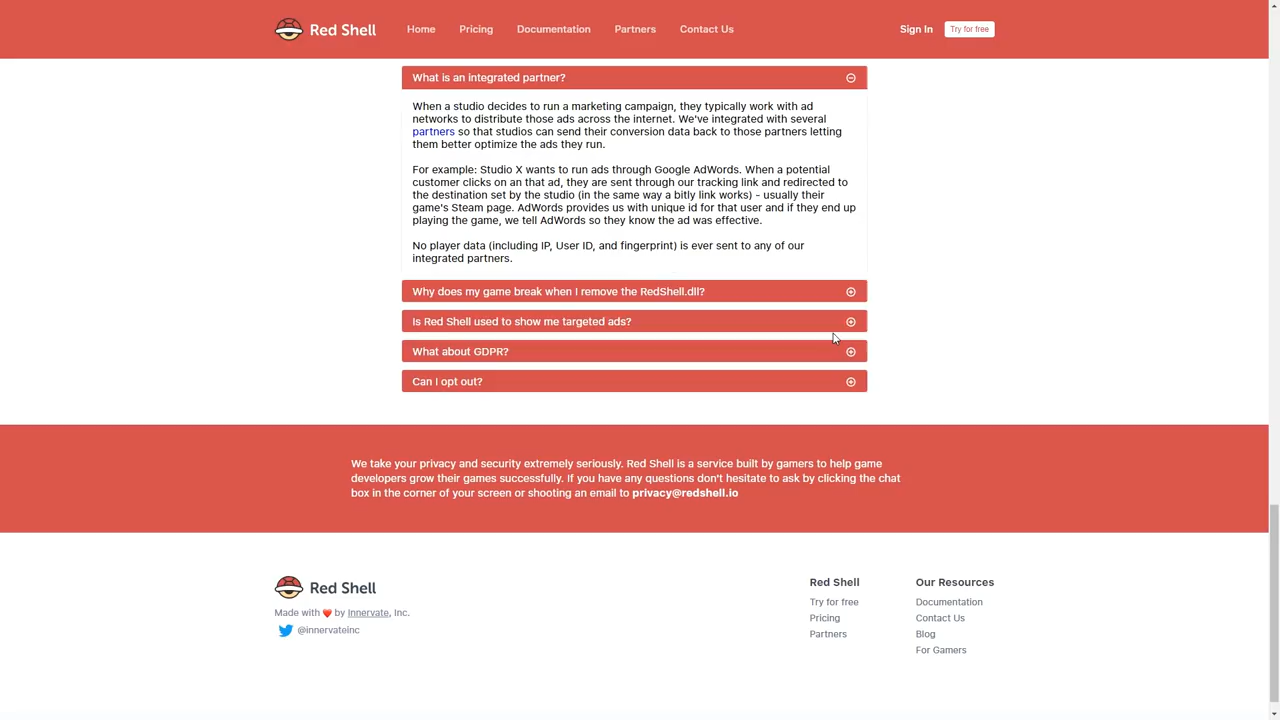 Red Shell Home Pricing Documentation Partners Contact Us Sign In Try for free
What is an integrated partner?
When a studio decides to run a marketing campaign, they typically work with ad
networks to distribute those ads across the internet. We've integrated with several
partners so that studios can send their conversion data back to those partners letting
them better optimize the ads they run.
For example: Studio X wants to run ads through Google AdWords. When a potential
customer clicks on an that ad, they are sent through our tracking link and redirected to
the destination set by the studio (in the same way a bitly link works) - usually their
game's Steam page. AdWords provides us with unique id for that user and if they end up
playing the game, we tell AdWords so they know the ad was effective.
No player data (including IP, User ID, and fingerprint) is ever sent to any of our
integrated partners.
Why does my game break when I remove the RedShell.dll?
Is Red Shell used to show me targeted ads?
What about GDPR?
Can I opt out?
We take your privacy and security extremely seriously. Red Shell is a service built by gamers to help game
developers grow their games successfully. If you have any questions don't hesitate to ask by clicking the chat
box in the corner of your screen or shooting an email to privacy@redshell.io
Red Shell
Made with ❤ by Innervate, Inc.
@innervateinc
Red Shell
Try for free
Pricing
Partners
Our Resources
Documentation
Contact Us
Blog
For Gamers